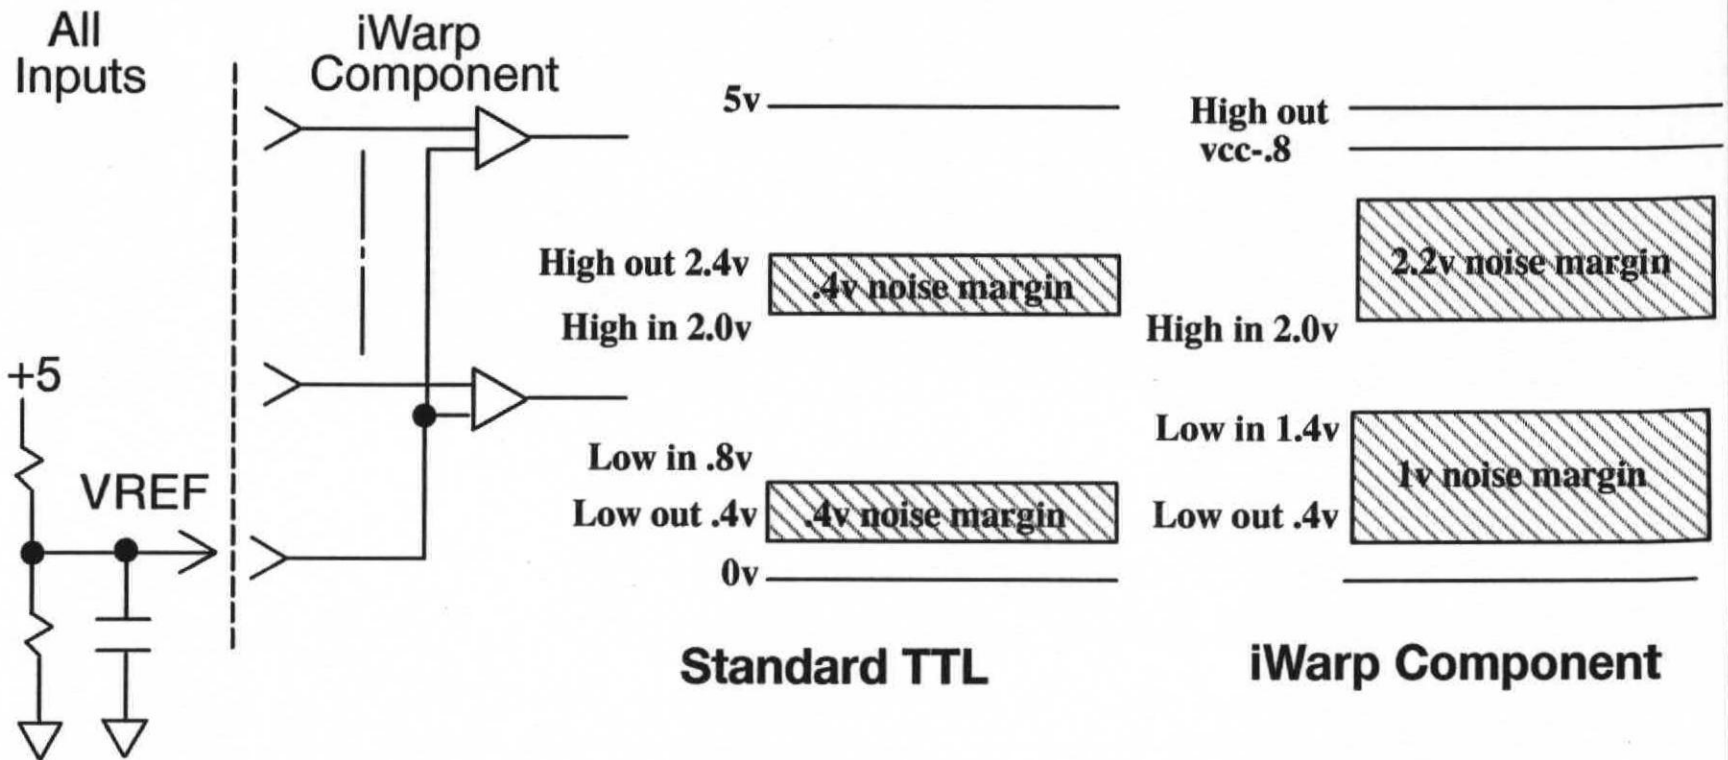 All
Inputs
iWarp
Component
+5
VREF
5v
High out 2.4v
.4v noise margin
High in 2.0v
Low in .8v
Low out .4v
.4v noise margin
0v
Standard TTL
High out
vcc-.8
2.2v noise margin
High in 2.0v
Low in 1.4v
1v noise margin
Low out .4v
iWarp Component